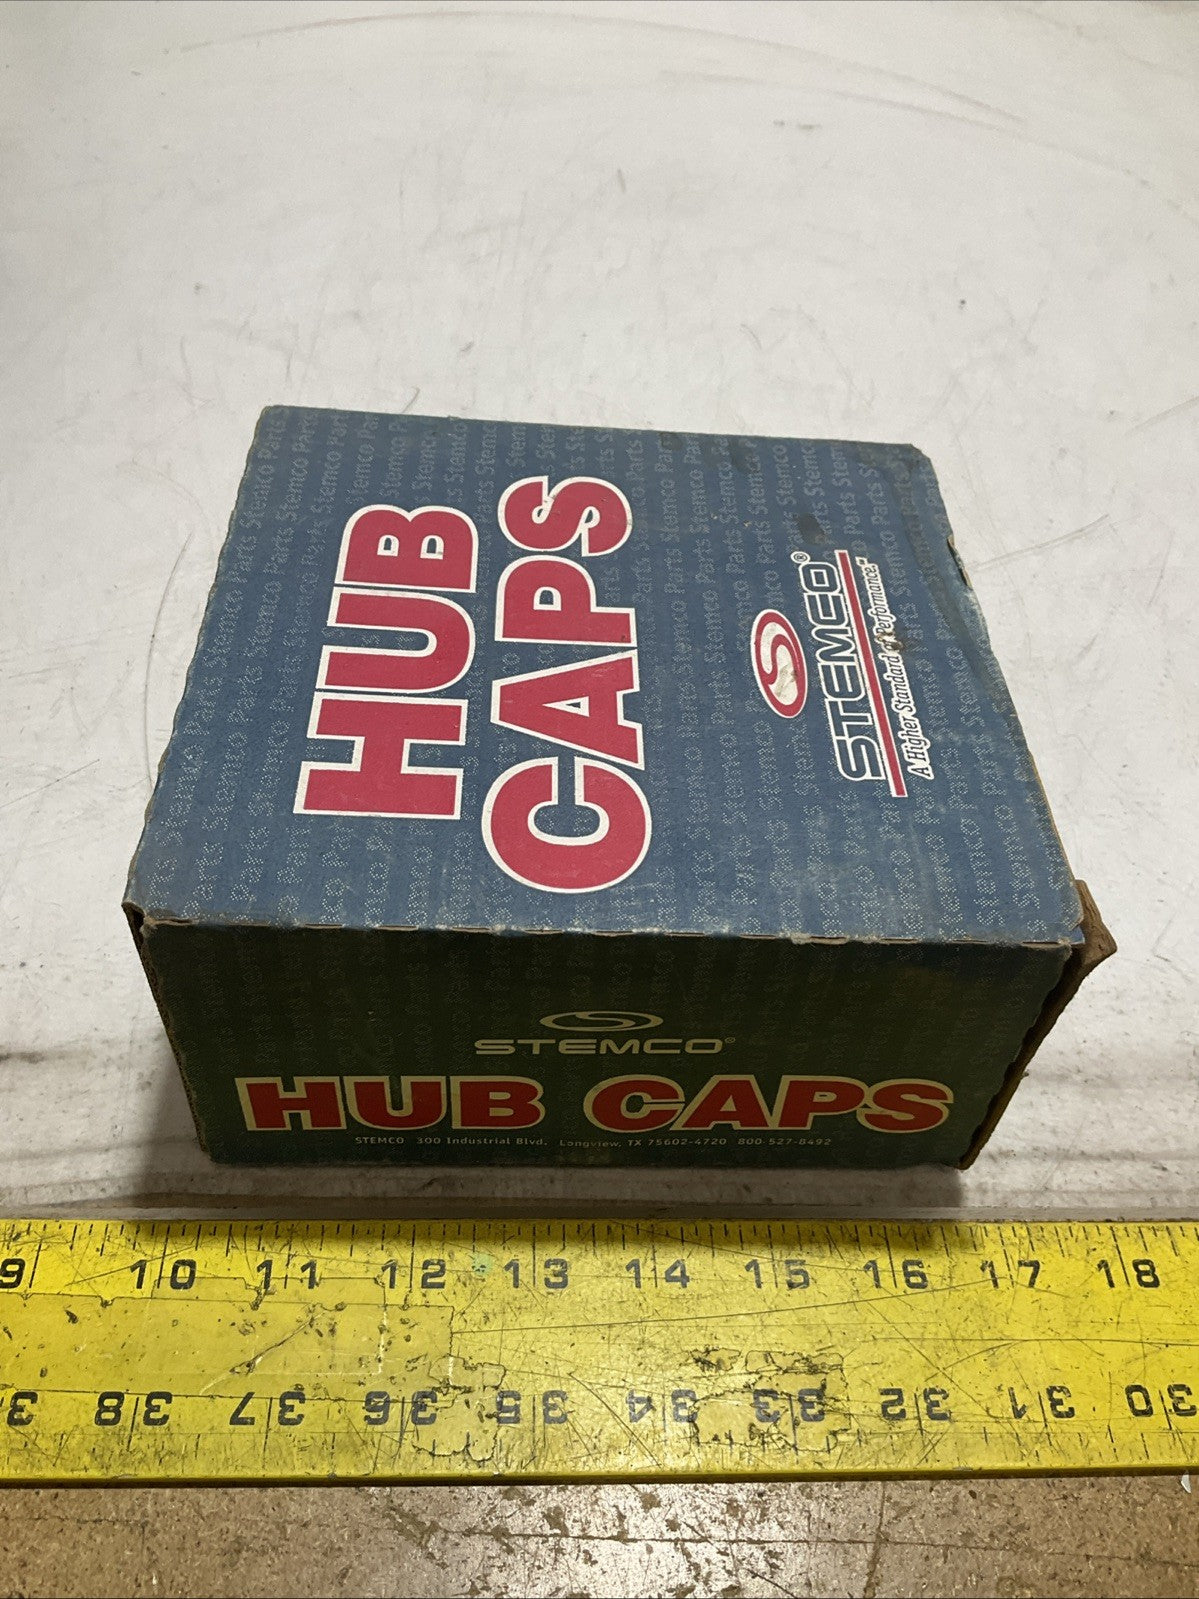 HUB
CAPS
STEMCO®
A Higher Standard of Performance.℠
STEMCO®
HUB CAPS
STEMCO 300 Industrial Blvd. Longview, TX 75602-4720 800-527-8492
9 10 11 12 13 14 15 16 17 18
38 37 36 35 34 33 32 31 30